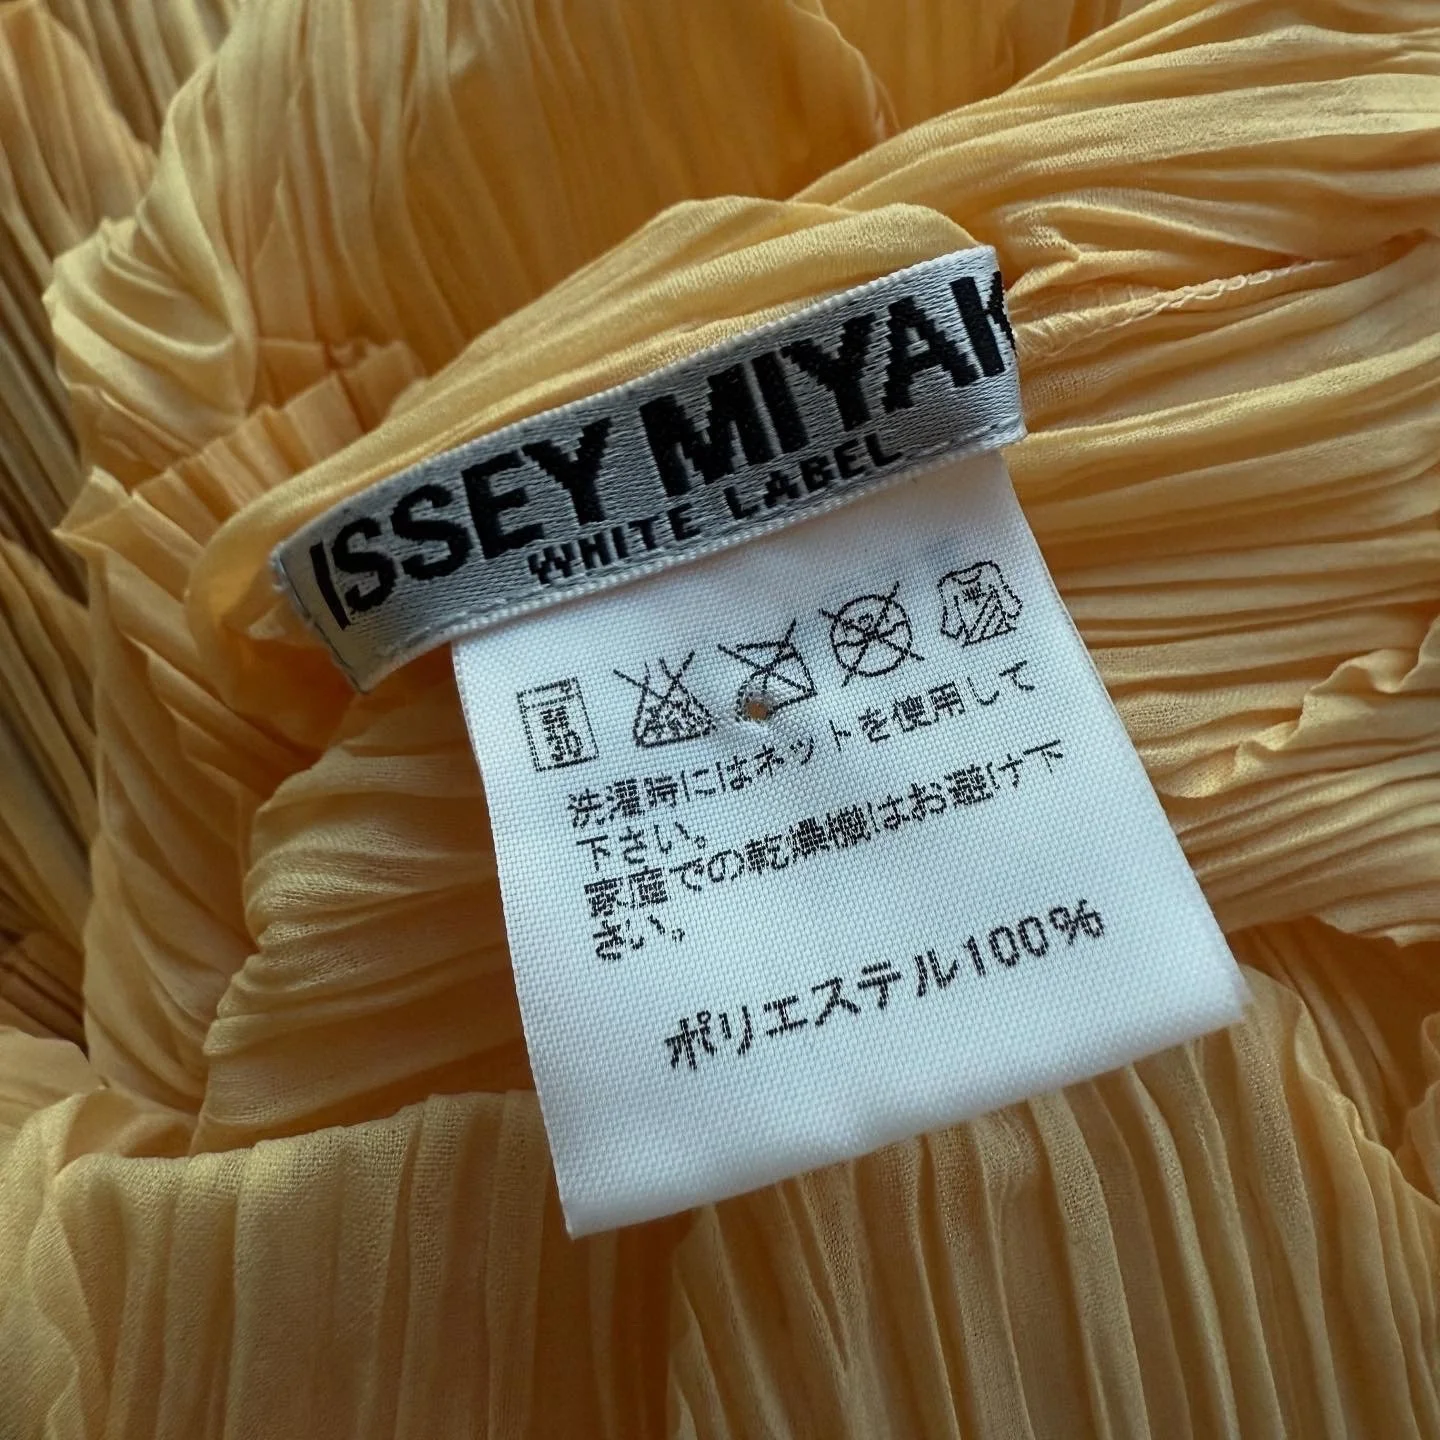 ISSEY MIYAK
WHITE LABEL
洗濯時にはネットを使用して
下さい。
家庭での乾燥機はお避け下
さい。
ポリエステル100%